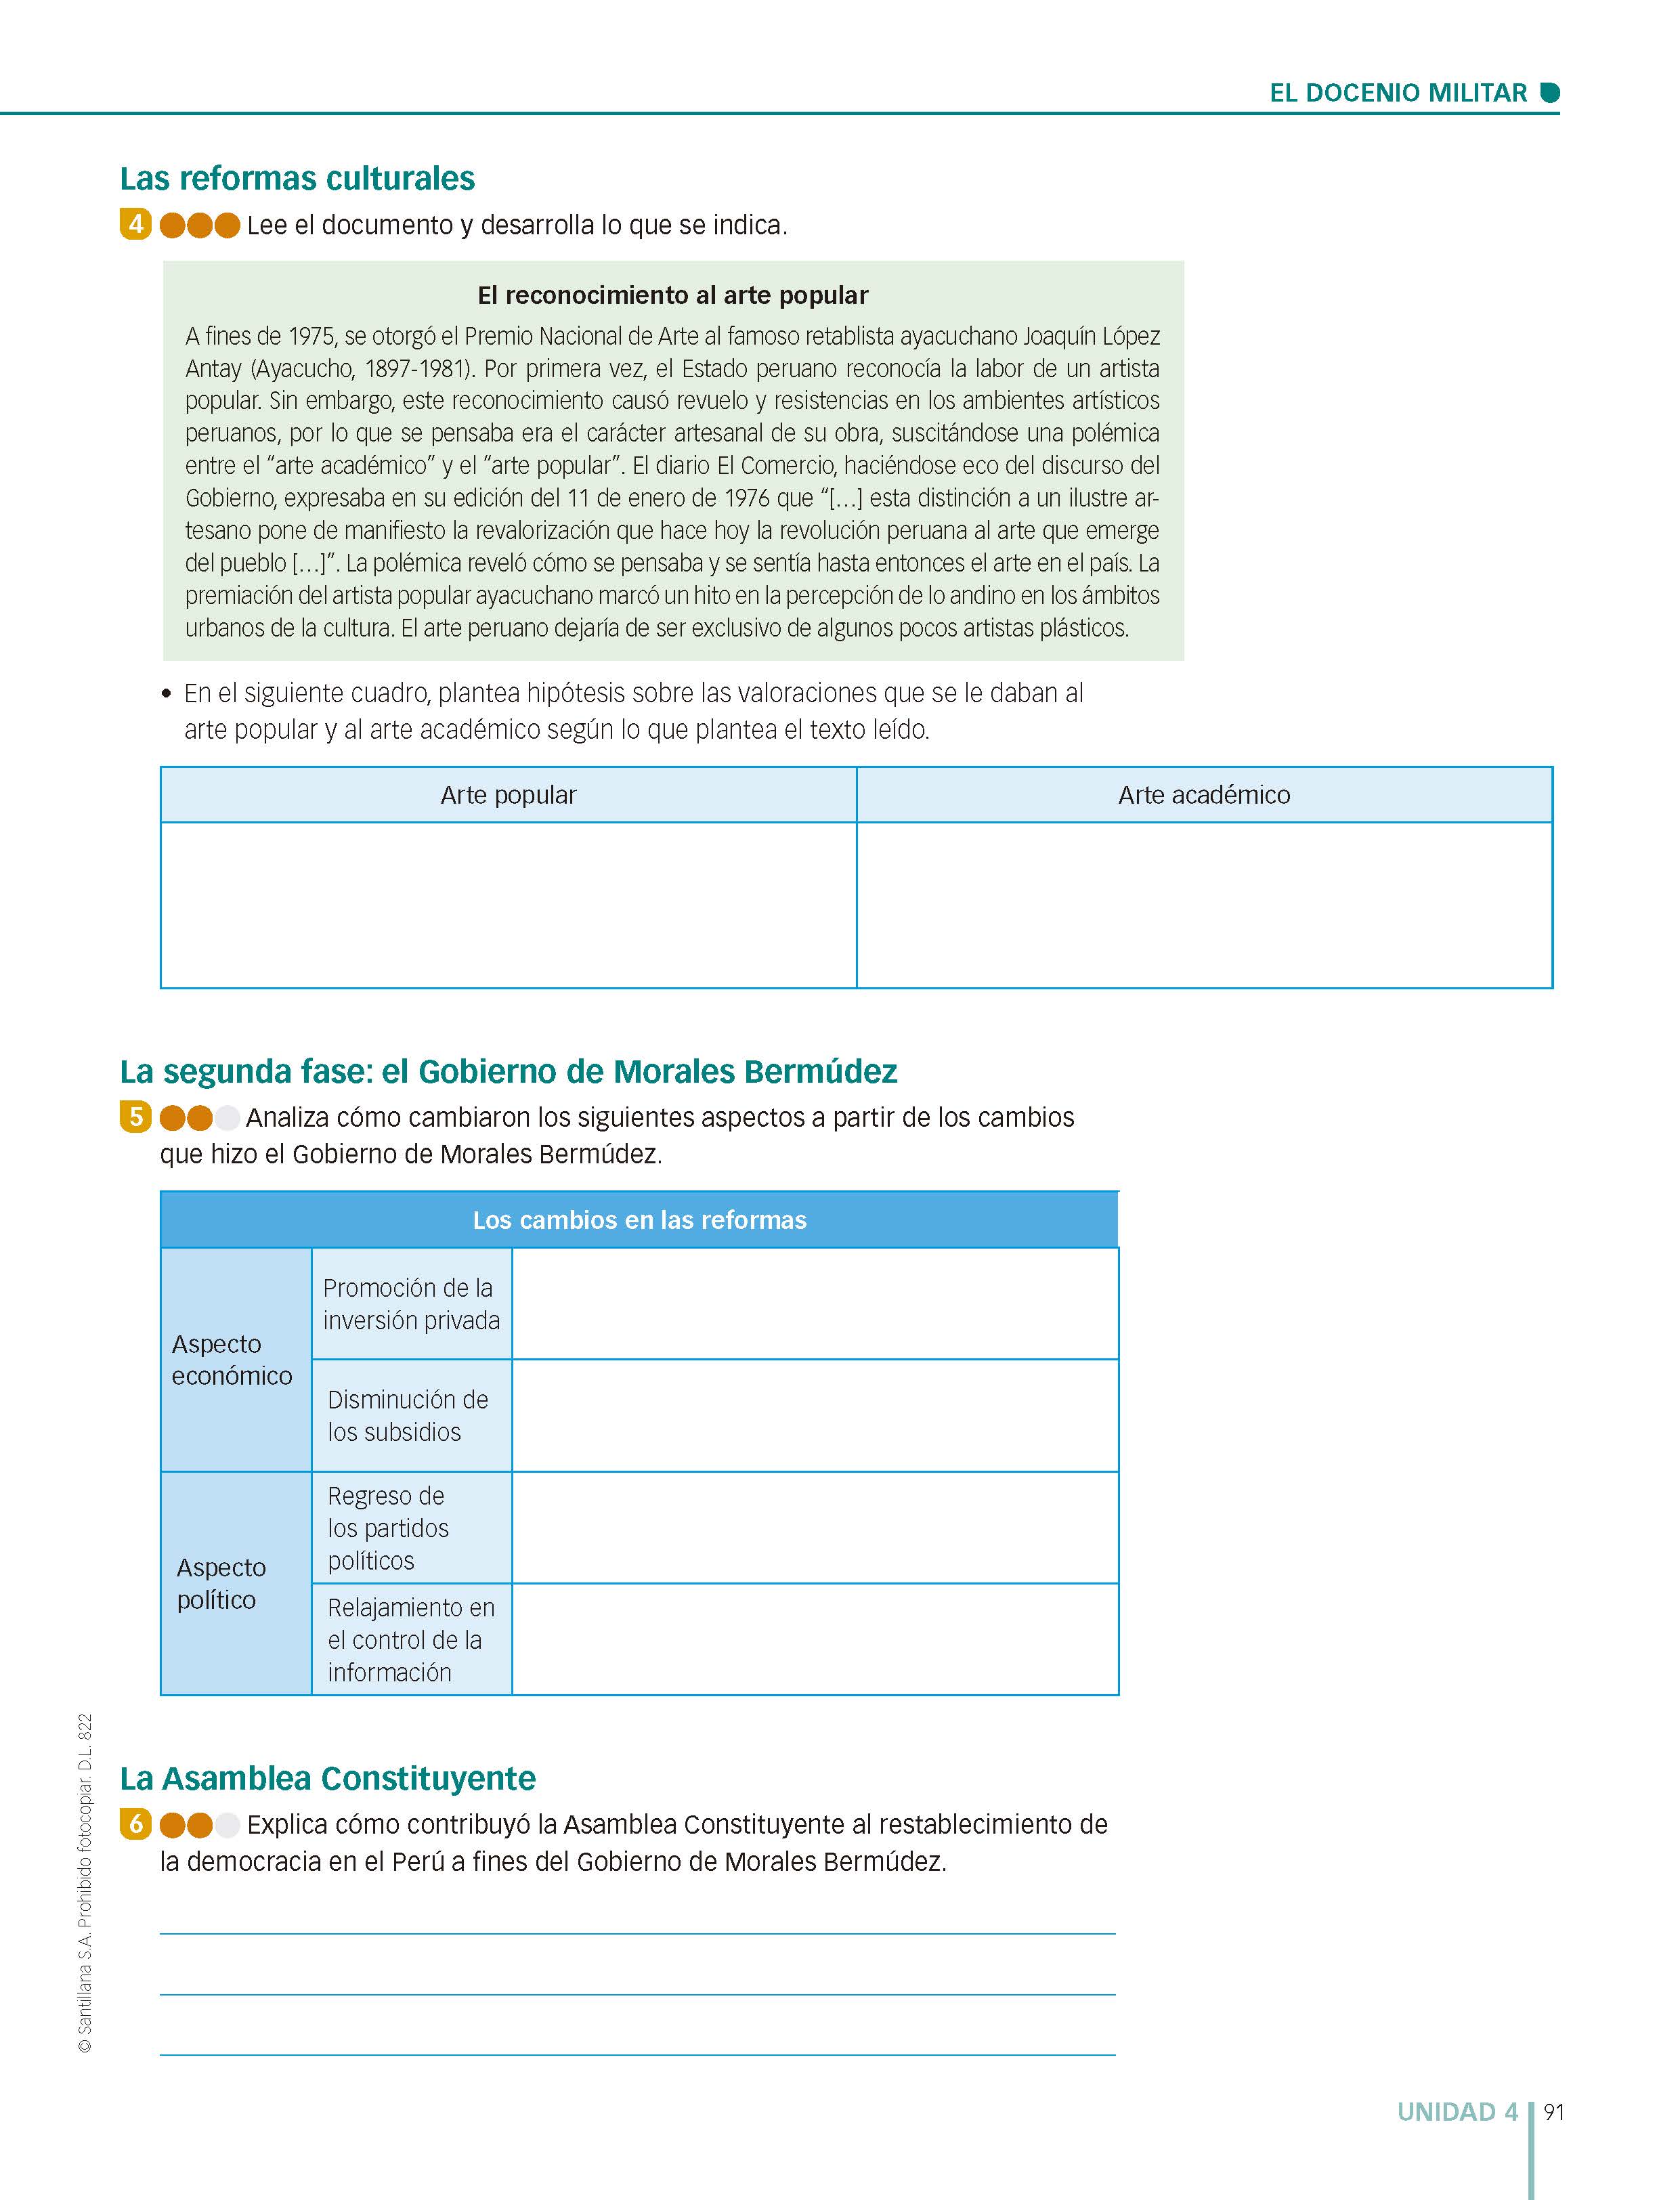 EL DOCENIO MILITAR
Las reformas culturales
4 Lee el documento y desarrolla lo que se indica.
El reconocimiento al arte popular
A fines de 1975, se otorgó el Premio Nacional de Arte al famoso retablista ayacuchano Joaquín López
Antay (Ayacucho, 1897-1981). Por primera vez, el Estado peruano reconocía la labor de un artista
popular. Sin embargo, este reconocimiento causó revuelo y resistencias en los ambientes artísticos
peruanos, por lo que se pensaba era el carácter artesanal de su obra, suscitándose una polémica
entre el “arte académico” y el “arte popular”. El diario El Comercio, haciéndose eco del discurso del
Gobierno, expresaba en su edición del 11 de enero de 1976 que “[…] esta distinción a un ilustre ar-
tesano pone de manifiesto la revalorización que hace hoy la revolución peruana al arte que emerge
del pueblo […]”. La polémica reveló cómo se pensaba y se sentía hasta entonces el arte en el país. La
premiación del artista popular ayacuchano marcó un hito en la percepción de lo andino en los ámbitos
urbanos de la cultura. El arte peruano dejaría de ser exclusivo de algunos pocos artistas plásticos.
• En el siguiente cuadro, plantea hipótesis sobre las valoraciones que se le daban al
arte popular y al arte académico según lo que plantea el texto leído.
Arte popular
Arte académico
La segunda fase: el Gobierno de Morales Bermúdez
5 Analiza cómo cambiaron los siguientes aspectos a partir de los cambios
que hizo el Gobierno de Morales Bermúdez.
Los cambios en las reformas
Aspecto
económico
Promoción de la
inversión privada
Disminución de
los subsidios
Aspecto
político
Regreso de
los partidos
políticos
Relajamiento en
el control de la
información
La Asamblea Constituyente
6 Explica cómo contribuyó la Asamblea Constituyente al restablecimiento de
la democracia en el Perú a fines del Gobierno de Morales Bermúdez.
© Santillana S.A. Prohibido fotocopiar. D.L. 822
UNIDAD 4 91